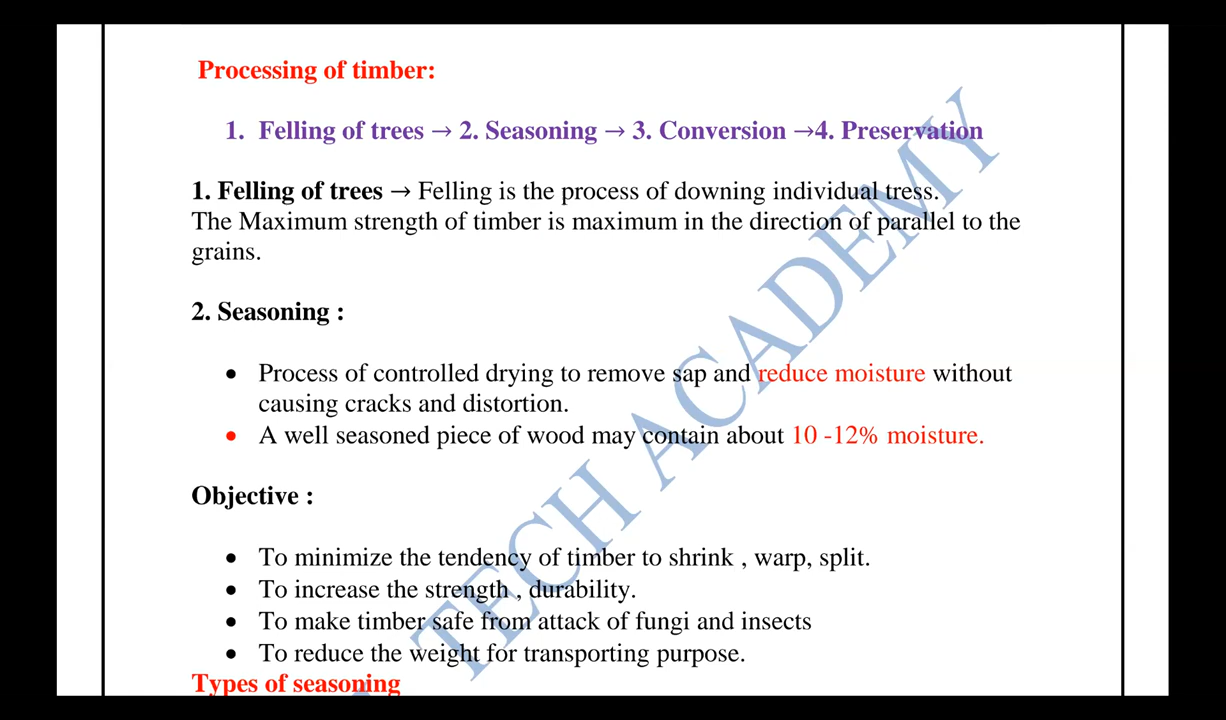 Processing of timber:
1. Felling of trees → 2. Seasoning → 3. Conversion →4. Preservation
1. Felling of trees → Felling is the process of downing individual tress.
The Maximum strength of timber is maximum in the direction of parallel to the
grains.
2. Seasoning :
• Process of controlled drying to remove sap and reduce moisture without
causing cracks and distortion.
• A well seasoned piece of wood may contain about 10 -12% moisture.
Objective :
• To minimize the tendency of timber to shrink , warp, split.
• To increase the strength , durability.
• To make timber safe from attack of fungi and insects
• To reduce the weight for transporting purpose.
Types of seasoning
TECH ACADEMY